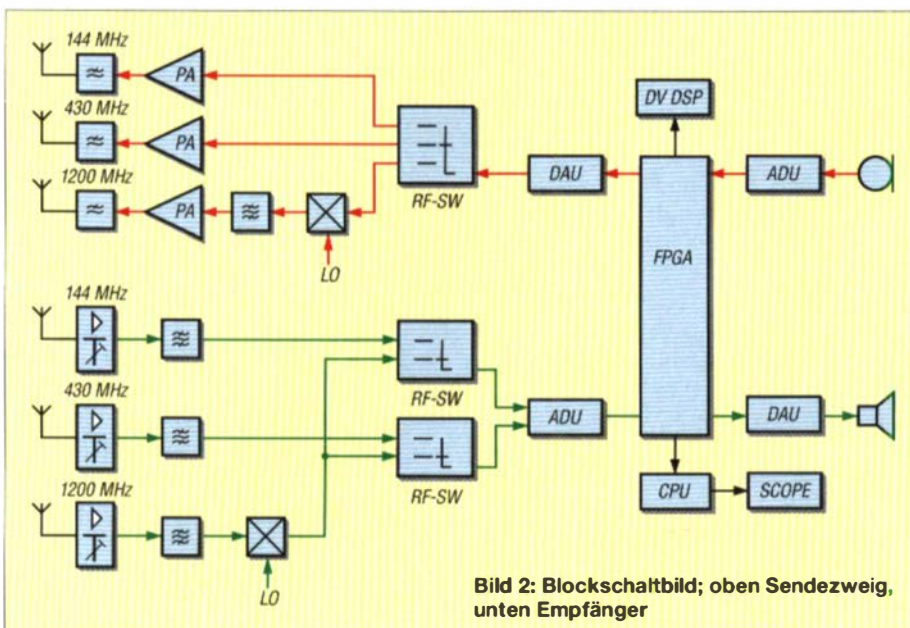 144 MHz
PA
430 MHz
PA
1200 MHz
PA
LO
RF-SW
DAU
DV DSP
FPGA
ADU
144 MHz
430 MHz
1200 MHz
LO
RF-SW
RF-SW
ADU
DAU
CPU
SCOPE
Bild 2: Blockschaltbild; oben Sendezweig,
unten Empfänger